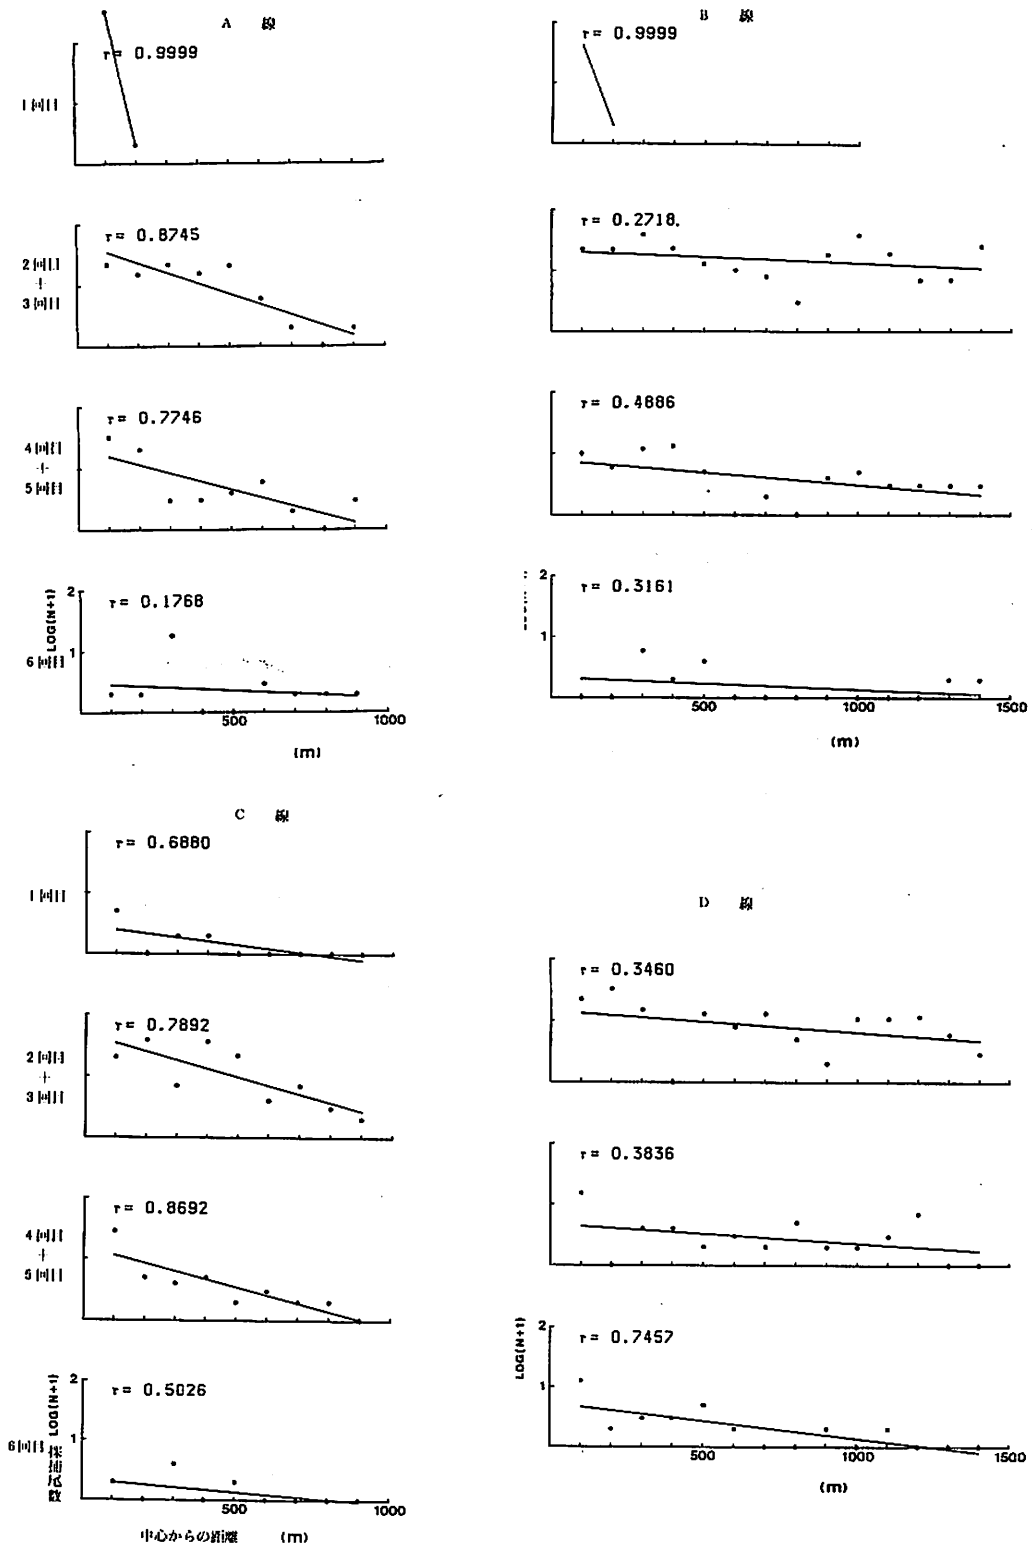 A 線
r= 0.9999
1回目
r= 0.8745
2回目
+
3回目
r= 0.7746
4回目
+
5回目
r= 0.1768
LOG(N+1)
2
1
6回目
500
1000
(m)
B 線
r= 0.9999
r= 0.2718
r= 0.4886
r= 0.3161
2
1
500
1000
1500
(m)
C 線
r= 0.6880
1回目
r= 0.7892
2回目
+
3回目
r= 0.8692
4回目
+
5回目
r= 0.5026
LOG(N+1)
2
1
6回目
500
1000
中心からの距離 (m)
D 線
r= 0.3460
r= 0.3836
r= 0.7457
LOG(N+1)
2
1
500
1000
1500
(m)